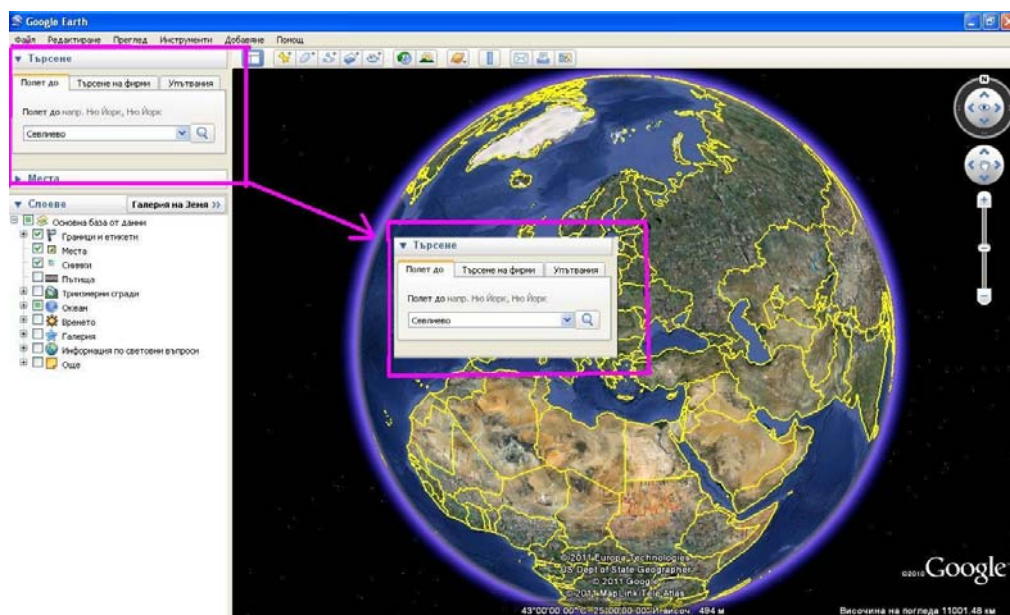 Google Earth
Файл Редактиране Преглед Инструменти Добавяне Помощ
Търсене
Полет до Търсене на фирми Упътвания
Полет до напр. Ню Йорк, Ню Йорк
Севлиево
Места
Слоеве Галерия на Земя >>
Основна база от данни
Граници и етикети
Места
Снимки
Пътища
Триизмерни сгради
Океан
Времето
Галерия
Информация по световни въпроси
Още
Търсене
Полет до Търсене на фирми Упътвания
Полет до напр. Ню Йорк, Ню Йорк
Севлиево
N
© 2011 Europa Technologies
US Dept of State Geographer
© 2011 Google
© 2011 MapLink/Tele Atlas
©2010 Google
494 м
Височина на погледа 11001.48 км